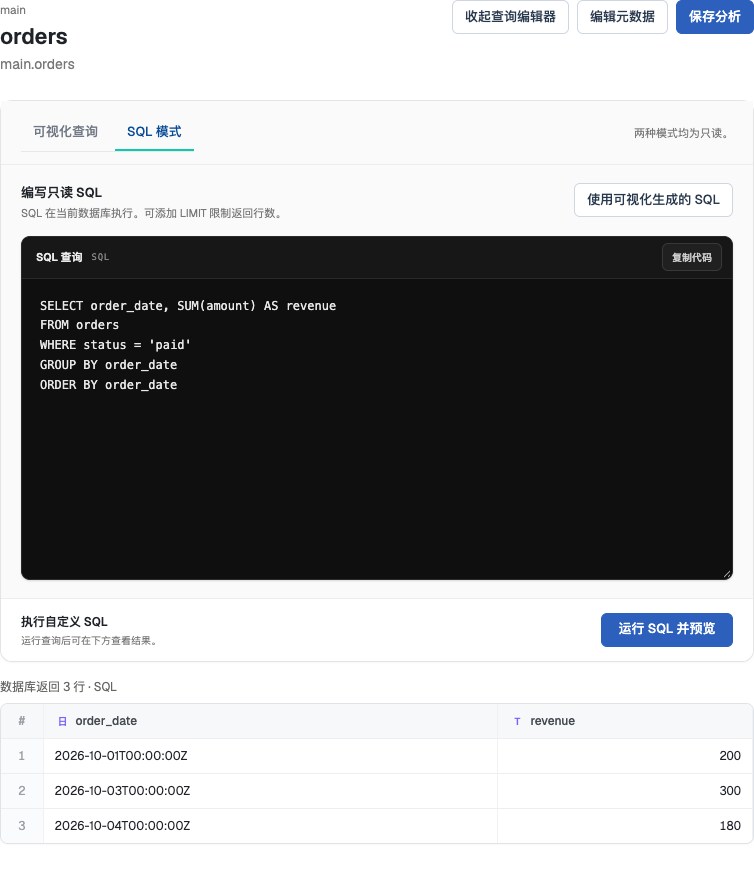 main
收起查询编辑器 编辑元数据 保存分析
orders
main.orders
可视化查询 SQL 模式 两种模式均为只读。
编写只读 SQL
使用可视化生成的 SQL
SQL 在当前数据库执行。可添加 LIMIT 限制返回行数。
SQL 查询 SQL 复制代码
SELECT order_date, SUM(amount) AS revenue
FROM orders
WHERE status = 'paid'
GROUP BY order_date
ORDER BY order_date
执行自定义 SQL
运行 SQL 并预览
运行查询后可在下方查看结果。
数据库返回 3 行 · SQL
# 日 order_date T revenue
1 2026-10-01T00:00:00Z 200
2 2026-10-03T00:00:00Z 300
3 2026-10-04T00:00:00Z 180